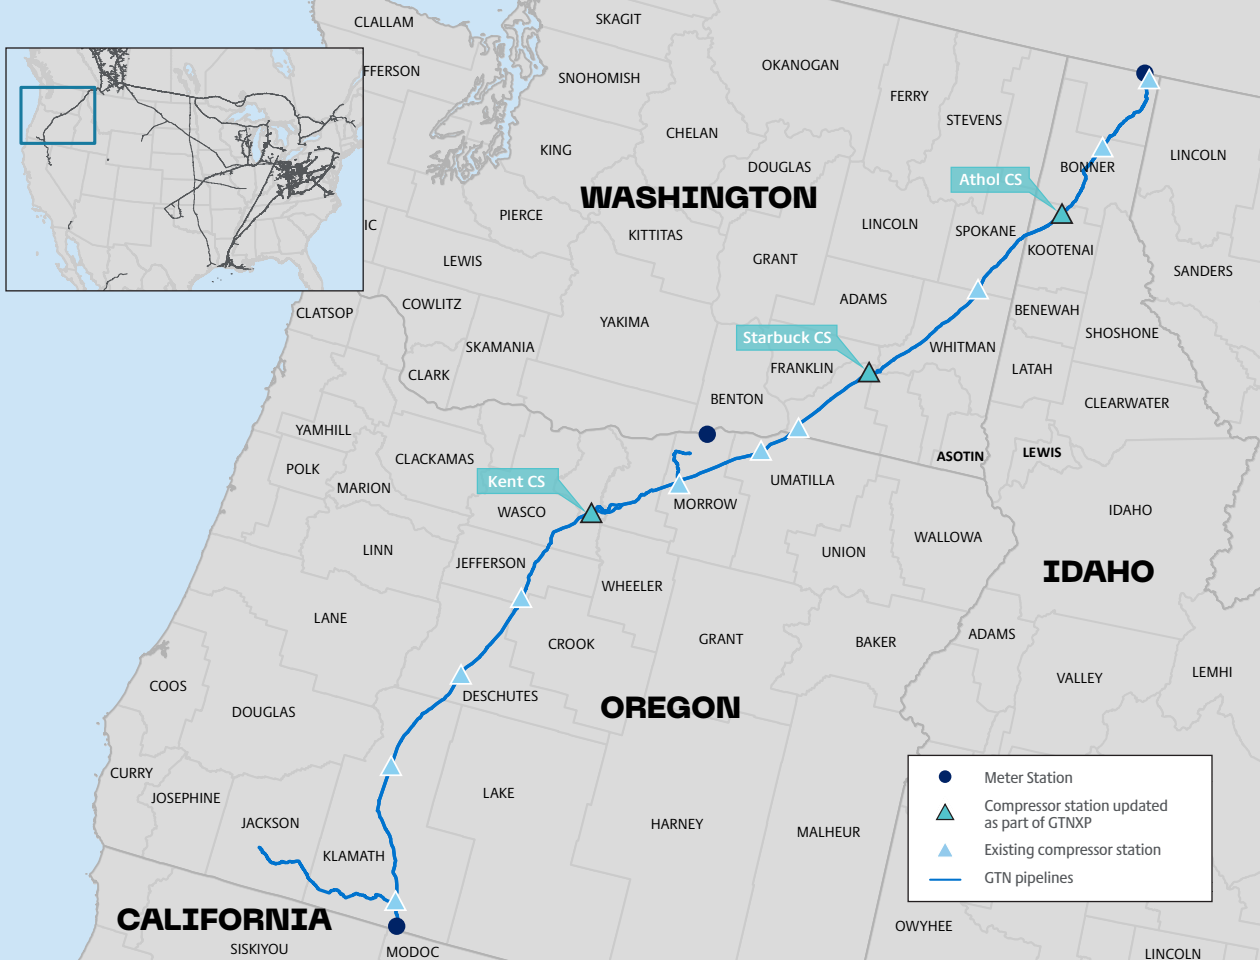 CLALLAM
SKAGIT
FFERSON
SNOHOMISH
OKANOGAN
FERRY
STEVENS
CHELAN
KING
DOUGLAS
BONNER
LINCOLN
Athol CS
WASHINGTON
PIERCE
IC
KITTITAS
LINCOLN
SPOKANE
KOOTENAI
LEWIS
GRANT
SANDERS
COWLITZ
ADAMS
CLATSOP
BENEWAH
YAKIMA
SHOSHONE
Starbuck CS
SKAMANIA
WHITMAN
CLARK
FRANKLIN
LATAH
BENTON
CLEARWATER
YAMHILL
CLACKAMAS
ASOTIN
LEWIS
POLK
MARION
Kent CS
UMATILLA
WASCO
MORROW
IDAHO
LINN
JEFFERSON
UNION
WALLOWA
IDAHO
WHEELER
LANE
CROOK
GRANT
BAKER
ADAMS
COOS
DESCHUTES
VALLEY
LEMHI
DOUGLAS
OREGON
CURRY
JOSEPHINE
LAKE
JACKSON
HARNEY
MALHEUR
KLAMATH
Meter Station
Compressor station updated
as part of GTNXP
Existing compressor station
GTN pipelines
CALIFORNIA
OWYHEE
SISKIYOU
MODOC
LINCOLN